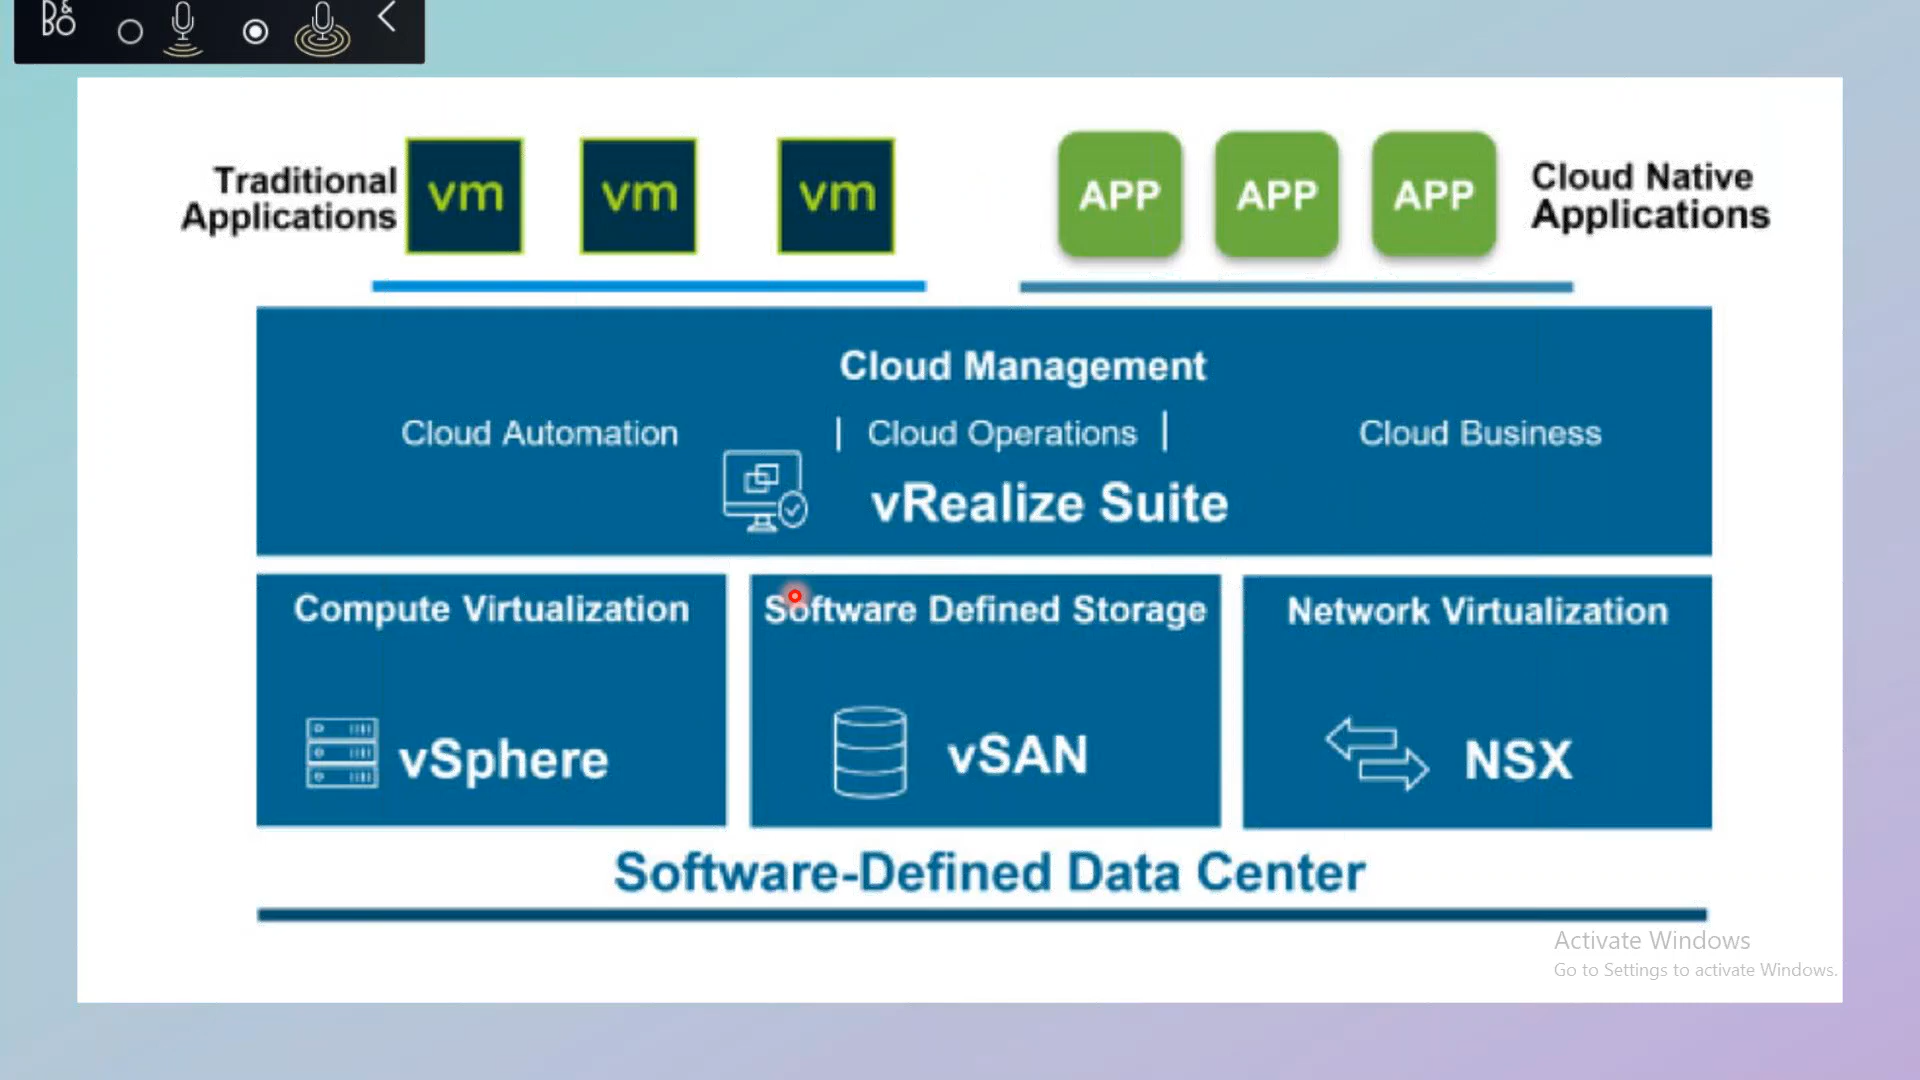 B&O
Traditional
Applications
vm
vm
vm
APP
APP
APP
Cloud Native
Applications
Cloud Management
Cloud Automation | Cloud Operations | Cloud Business
vRealize Suite
Compute Virtualization
vSphere
Software Defined Storage
vSAN
Network Virtualization
NSX
Software-Defined Data Center
Activate Windows
Go to Settings to activate Windows.